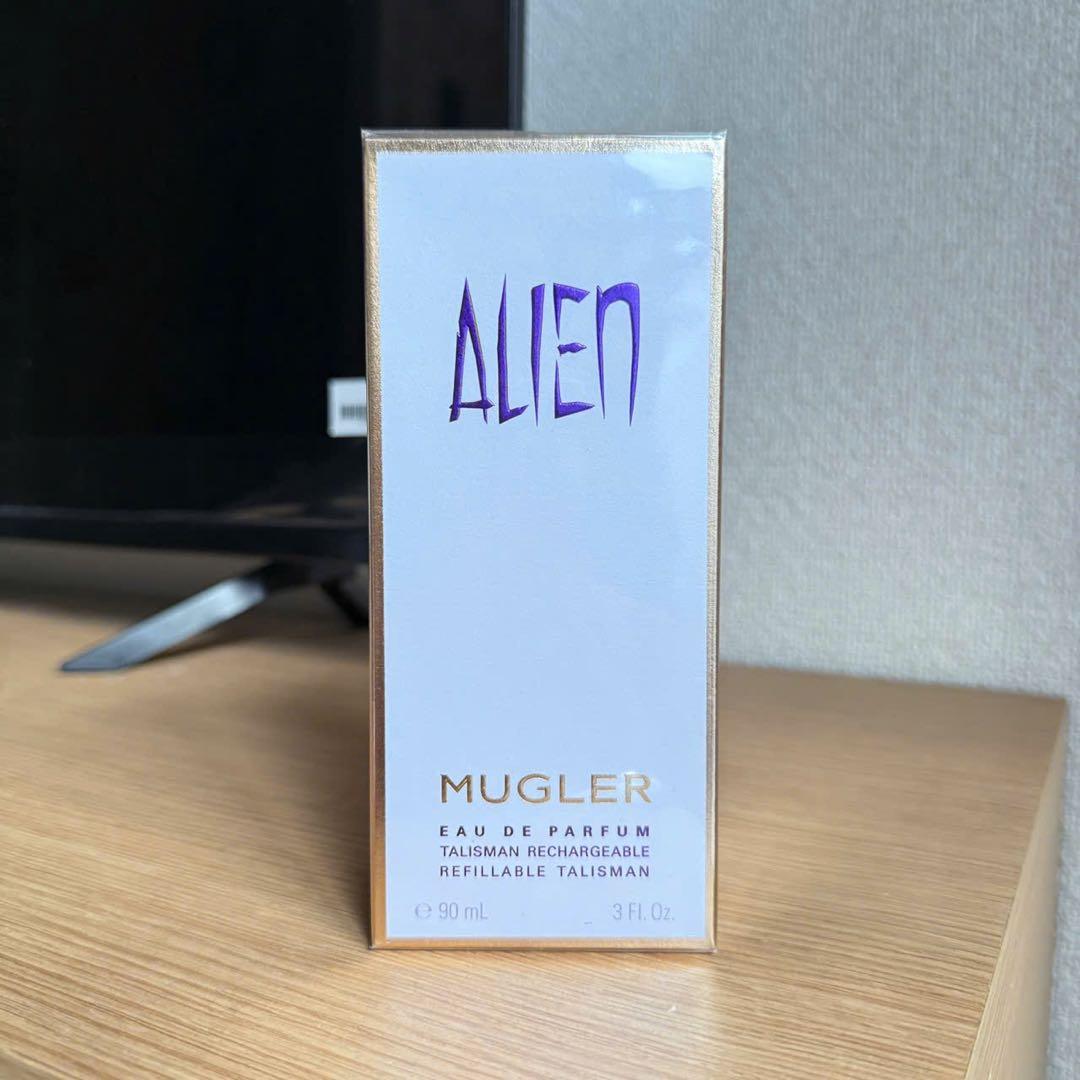 ALIEN
MUGLER
EAU DE PARFUM
TALISMAN RECHARGEABLE
REFILLABLE TALISMAN
℮ 90 mL 3 Fl. Oz.